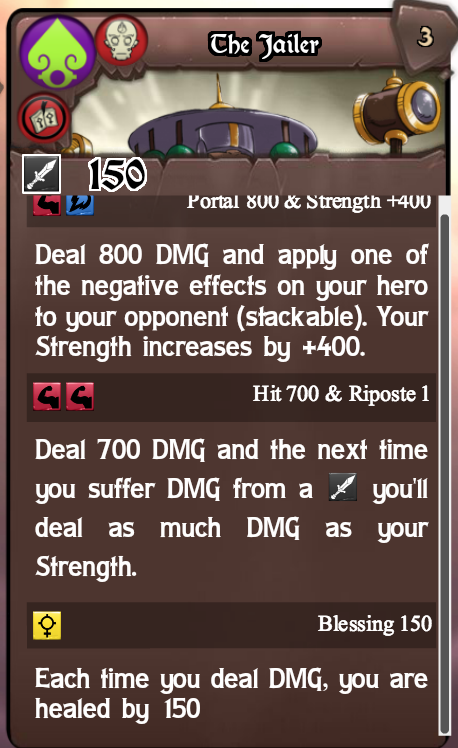 The Jailer
3
150
Portal 800 & Strength +400
Deal 800 DMG and apply one of
the negative effects on your hero
to your opponent (stackable). Your
Strength increases by +400.
Hit 700 & Riposte 1
Deal 700 DMG and the next time
you suffer DMG from a you'll
deal as much DMG as your
Strength.
Blessing 150
Each time you deal DMG, you are
healed by 150